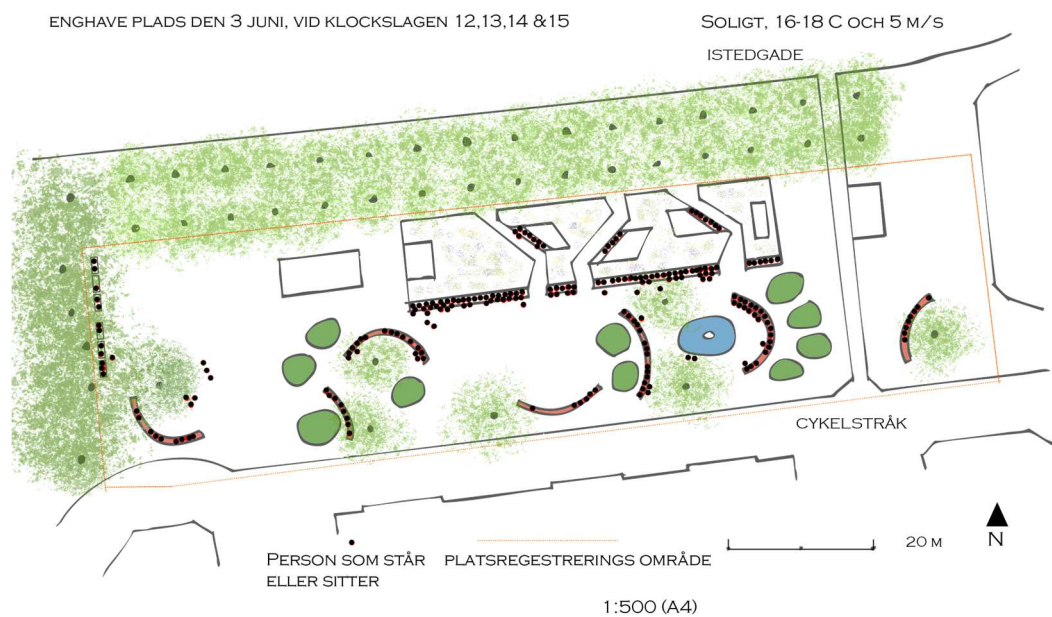 ENGHAVE PLADS DEN 3 JUNI, VID KLOCKSLAGEN 12,13,14 &15
SOLIGT, 16-18 C OCH 5 M/S
ISTEDGADE
CYKELSTRÅK
PERSON SOM STÅR
ELLER SITTER
PLATSREGESTRERINGS OMRÅDE
20 M
N
1:500 (A4)